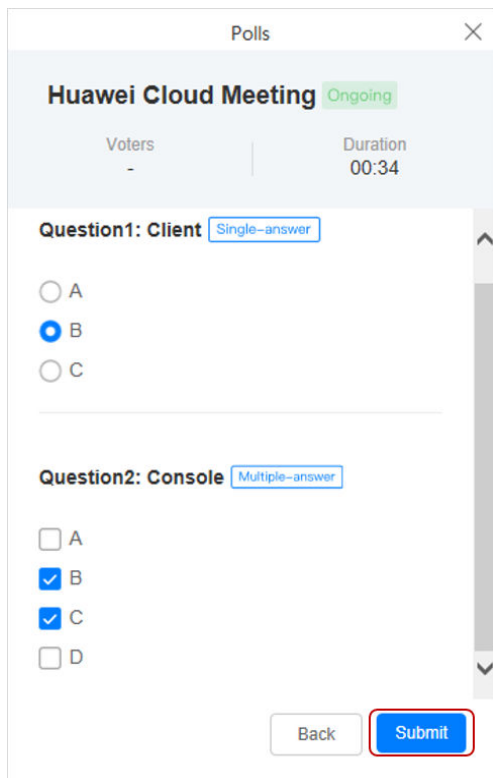 Polls
Huawei Cloud Meeting Ongoing
Voters Duration
- 00:34
Question1: Client Single-answer
A
B
C
Question2: Console Multiple-answer
A
B
C
D
Back Submit